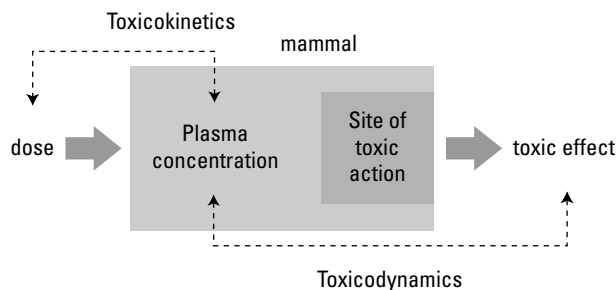 Toxicokinetics
mammal
dose
Plasma
concentration
Site of
toxic
action
toxic effect
Toxicodynamics